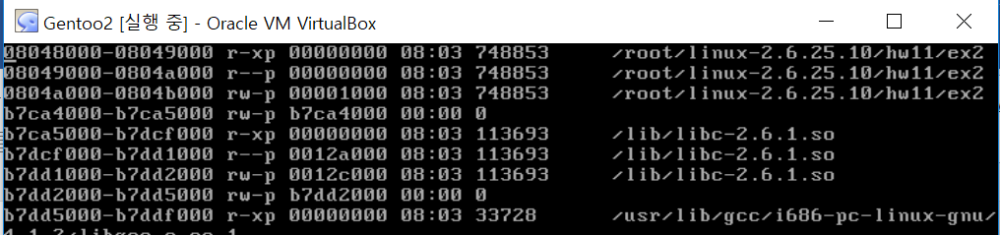 Gentoo2 [실행 중] - Oracle VM VirtualBox
08048000-08049000 r-xp 00000000 08:03 748853 /root/linux-2.6.25.10/hw11/ex2
08049000-0804a000 r--p 00000000 08:03 748853 /root/linux-2.6.25.10/hw11/ex2
0804a000-0804b000 rw-p 00001000 08:03 748853 /root/linux-2.6.25.10/hw11/ex2
b7ca4000-b7ca5000 rw-p b7ca4000 00:00 0
b7ca5000-b7dcf000 r-xp 00000000 08:03 113693 /lib/libc-2.6.1.so
b7dcf000-b7dd1000 r--p 0012a000 08:03 113693 /lib/libc-2.6.1.so
b7dd1000-b7dd2000 rw-p 0012c000 08:03 113693 /lib/libc-2.6.1.so
b7dd2000-b7dd5000 rw-p b7dd2000 00:00 0
b7dd5000-b7ddf000 r-xp 00000000 08:03 33728 /usr/lib/gcc/i686-pc-linux-gnu/